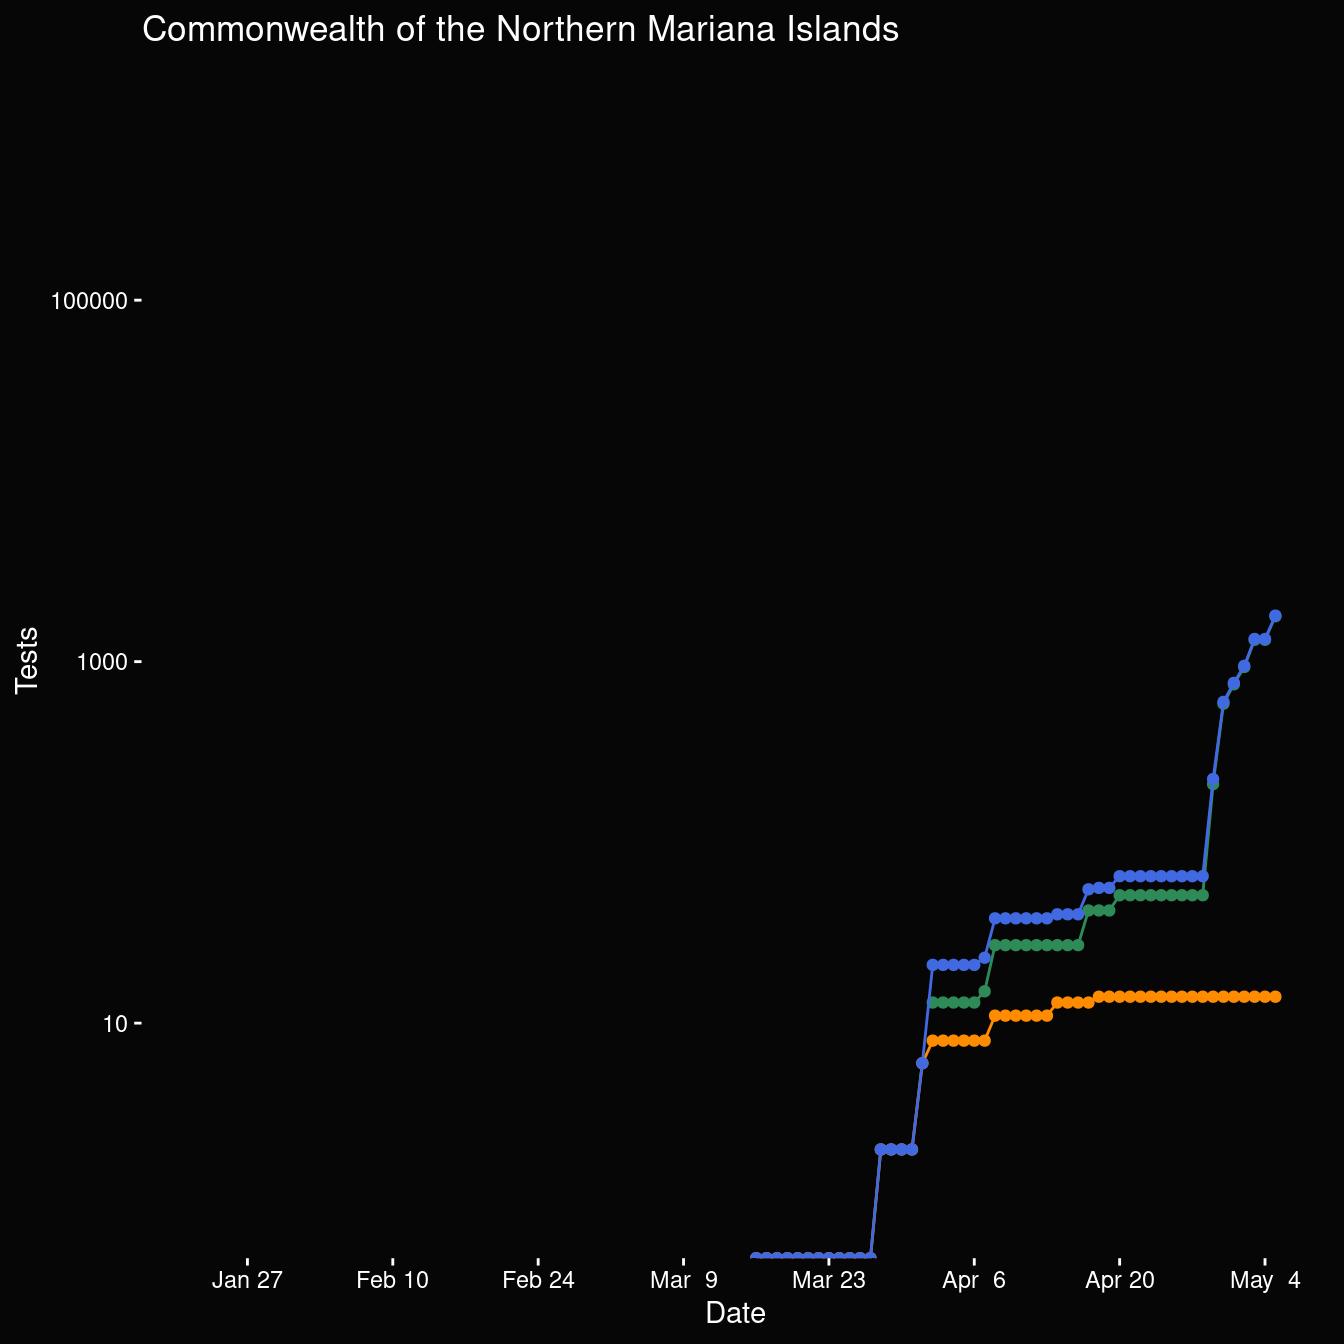 Commonwealth of the Northern Mariana Islands
100000
1000
10
Tests
Jan 27 Feb 10 Feb 24 Mar 9 Mar 23 Apr 6 Apr 20 May 4
Date